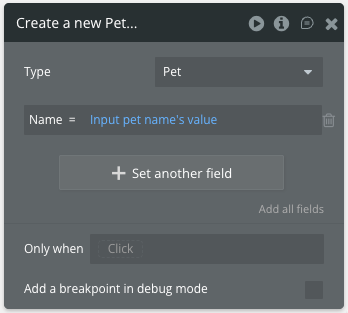 Create a new Pet...
Type Pet
Name = Input pet name's value
Set another field
Add all fields
Only when Click
Add a breakpoint in debug mode